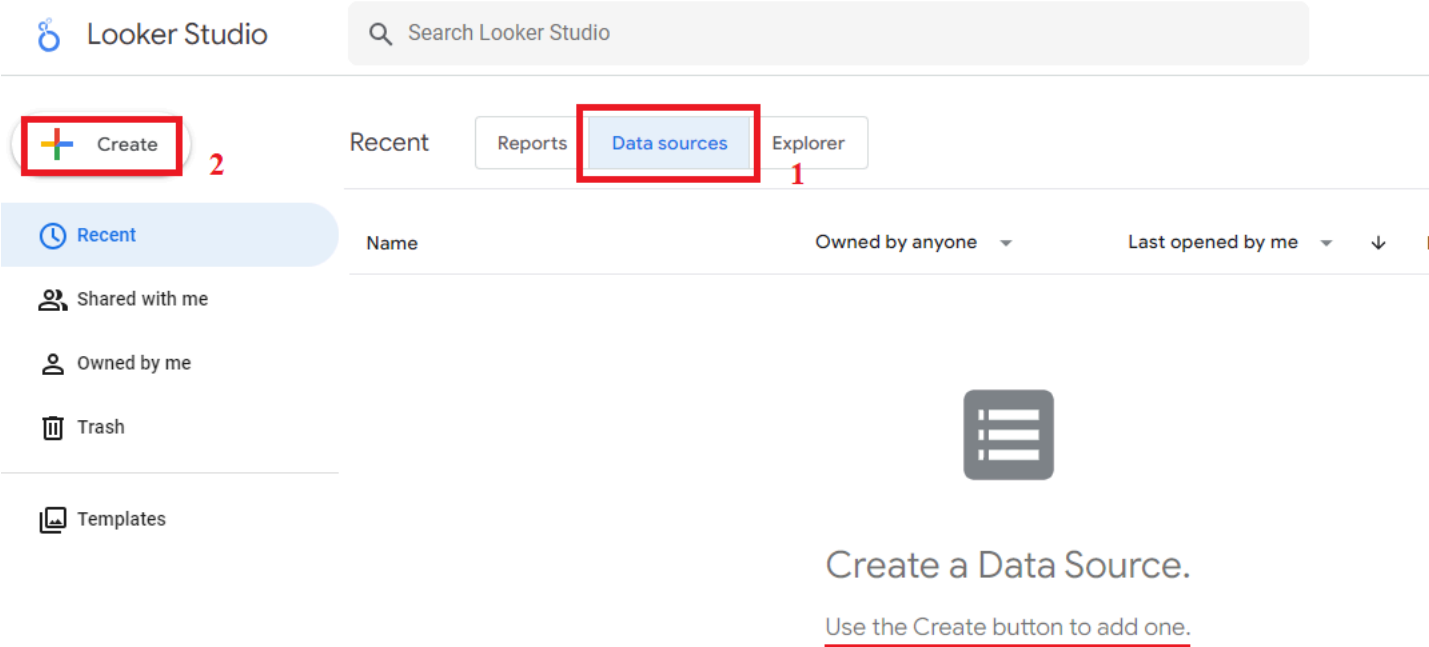 Looker Studio
Search Looker Studio
Create
2
Recent
Reports
Data sources
Explorer
1
Recent
Shared with me
Owned by me
Trash
Templates
Name
Owned by anyone
Last opened by me
Create a Data Source.
Use the Create button to add one.